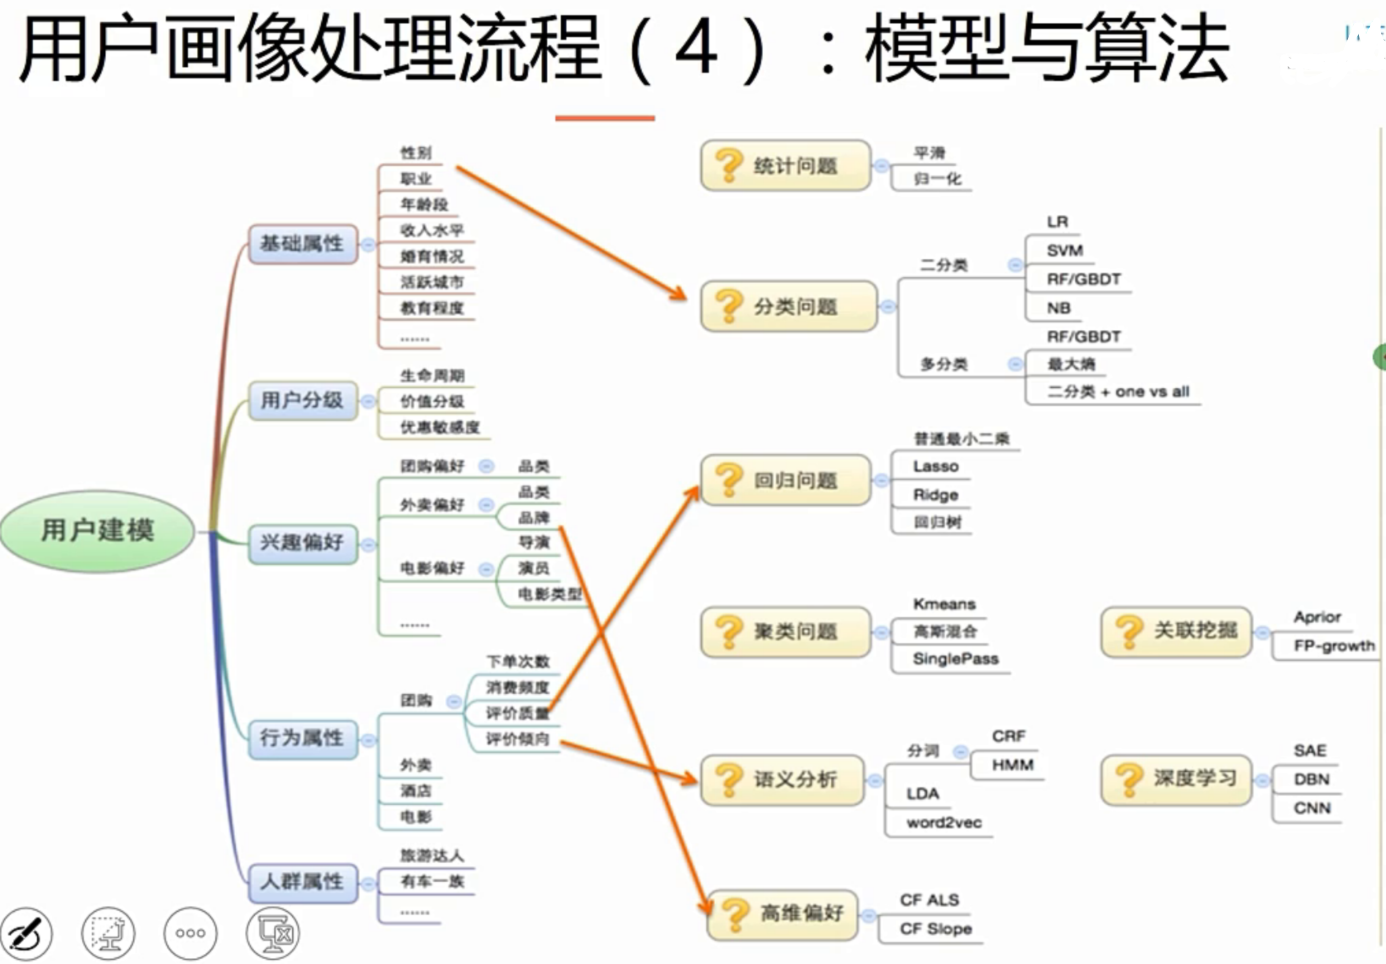 用户画像处理流程（4）：模型与算法
用户建模
基础属性
性别
职业
年龄段
收入水平
婚育情况
活跃城市
教育程度
......
用户分级
生命周期
价值分级
优惠敏感度
兴趣偏好
团购偏好
品类
外卖偏好
品类
品牌
电影偏好
导演
演员
电影类型
......
行为属性
团购
下单次数
消费频度
评价质量
评价倾向
外卖
酒店
电影
人群属性
旅游达人
有车一族
......
统计问题
平滑
归一化
分类问题
二分类
LR
SVM
RF/GBDT
NB
多分类
RF/GBDT
最大熵
二分类 + one vs all
回归问题
普通最小二乘
Lasso
Ridge
回归树
聚类问题
Kmeans
高斯混合
SinglePass
关联挖掘
Aprior
FP-growth
语义分析
分词
CRF
HMM
LDA
word2vec
深度学习
SAE
DBN
CNN
高维偏好
CF ALS
CF Slope